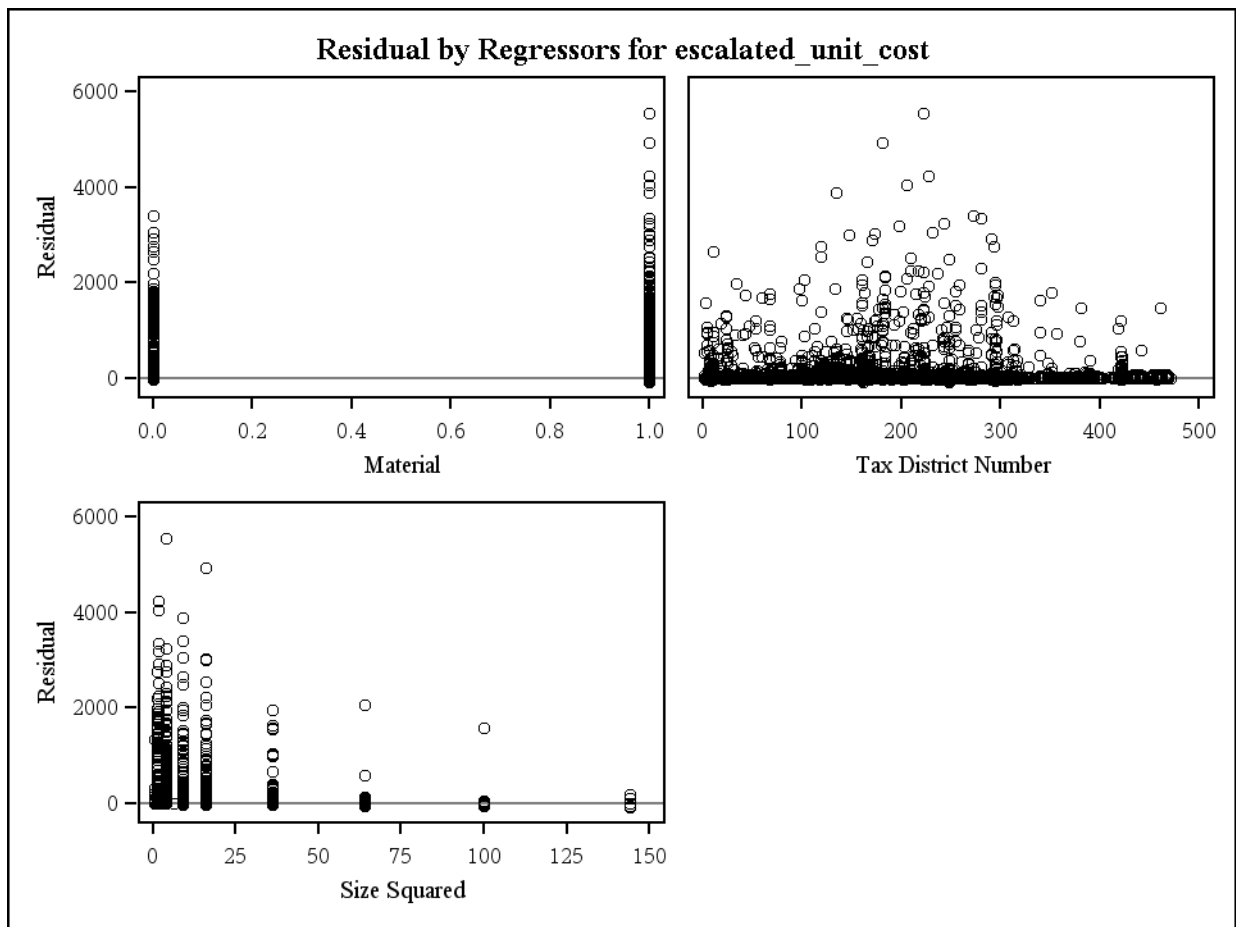 Residual by Regressors for escalated_unit_cost
6000
4000
2000
0
Residual
0.0 0.2 0.4 0.6 0.8 1.0
Material
0 100 200 300 400 500
Tax District Number
6000
4000
2000
0
Residual
0 25 50 75 100 125 150
Size Squared